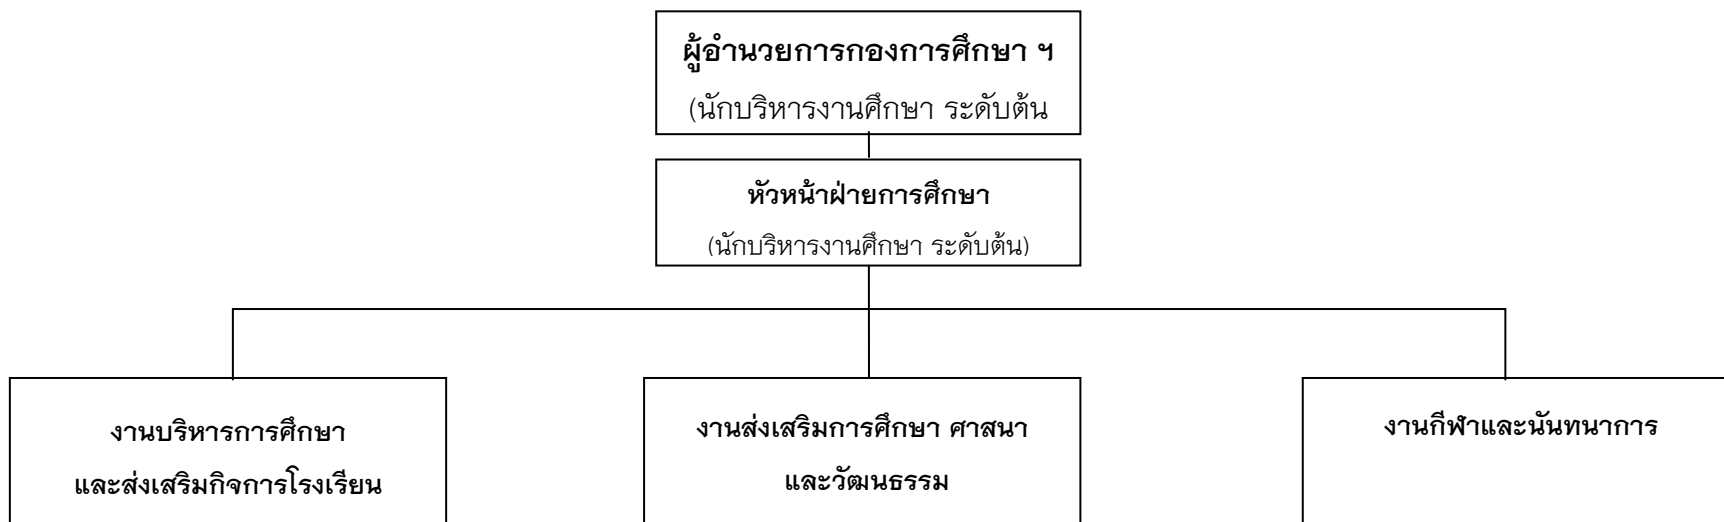 ผู้อำนวยการกองการศึกษา ฯ
(นักบริหารงานศึกษา ระดับต้น
หัวหน้าฝ่ายการศึกษา
(นักบริหารงานศึกษา ระดับต้น)
งานบริหารการศึกษา
และส่งเสริมกิจการโรงเรียน
งานส่งเสริมการศึกษา ศาสนา
และวัฒนธรรม
งานกีฬาและนันทนาการ